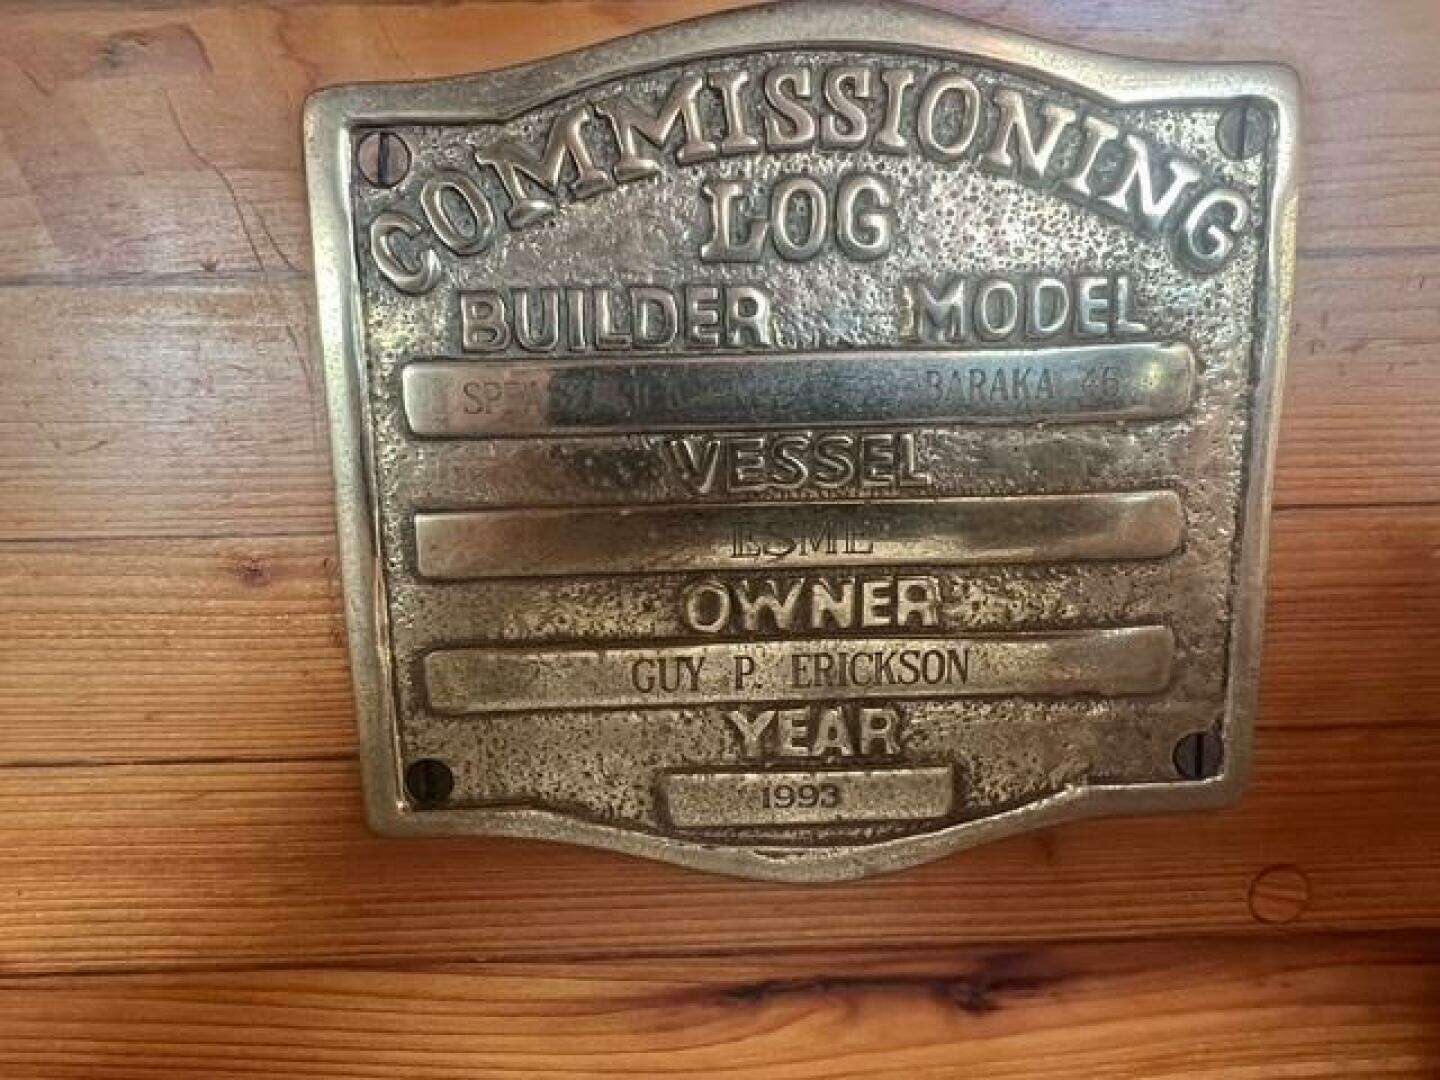 COMMISSIONING
LOG
BUILDER MODEL
BARAKA 46
VESSEL
ESME
OWNER
GUY P. ERICKSON
YEAR
1993